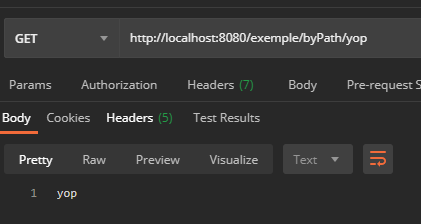 GET http://localhost:8080/exemple/byPath/yop
Params Authorization Headers (7) Body Pre-request S
Body Cookies Headers (5) Test Results
Pretty Raw Preview Visualize Text
1 yop